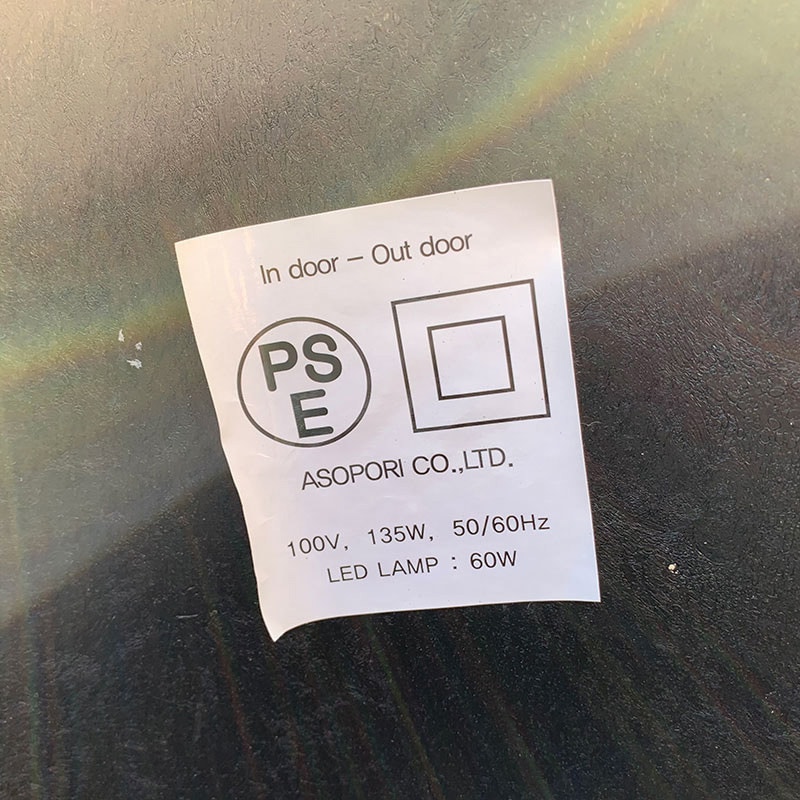 In door – Out door
PS
E
ASOPORI CO.,LTD.
100V, 135W, 50/60Hz
LED LAMP : 60W